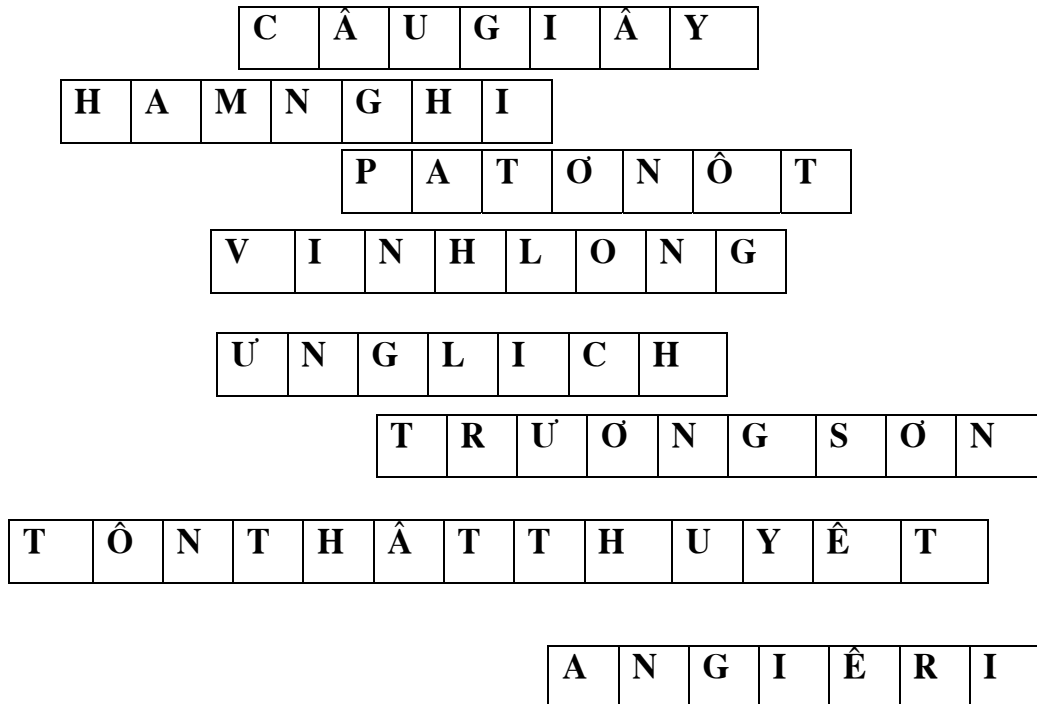 C Â U G I Â Y
H A M N G H I
P A T Ơ N Ô T
V I N H L O N G
Ư N G L I C H
T R Ư Ơ N G S Ơ N
T Ô N T H Â T T H U Y Ê T
A N G I Ê R I